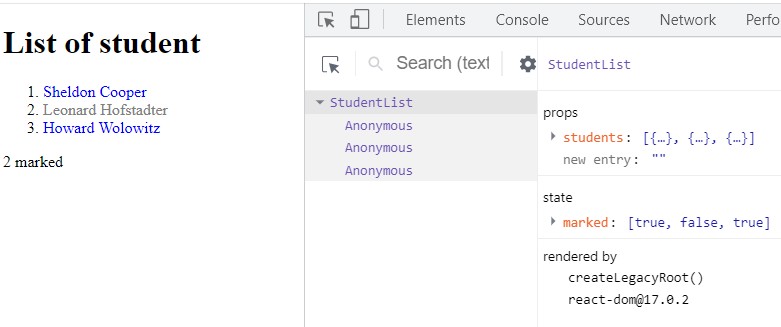 List of student
1. Sheldon Cooper
2. Leonard Hofstadter
3. Howard Wolowitz
2 marked
Elements Console Sources Network Perfo
Search (text
StudentList
StudentList
Anonymous
Anonymous
Anonymous
props
students: [{…}, {…}, {…}]
new entry: ""
state
marked: [true, false, true]
rendered by
createLegacyRoot()
react-dom@17.0.2